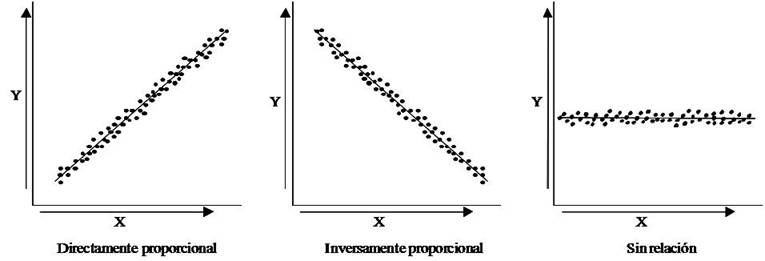 Y
X
Directamente proporcional
Y
X
Inversamente proporcional
Y
X
Sin relación